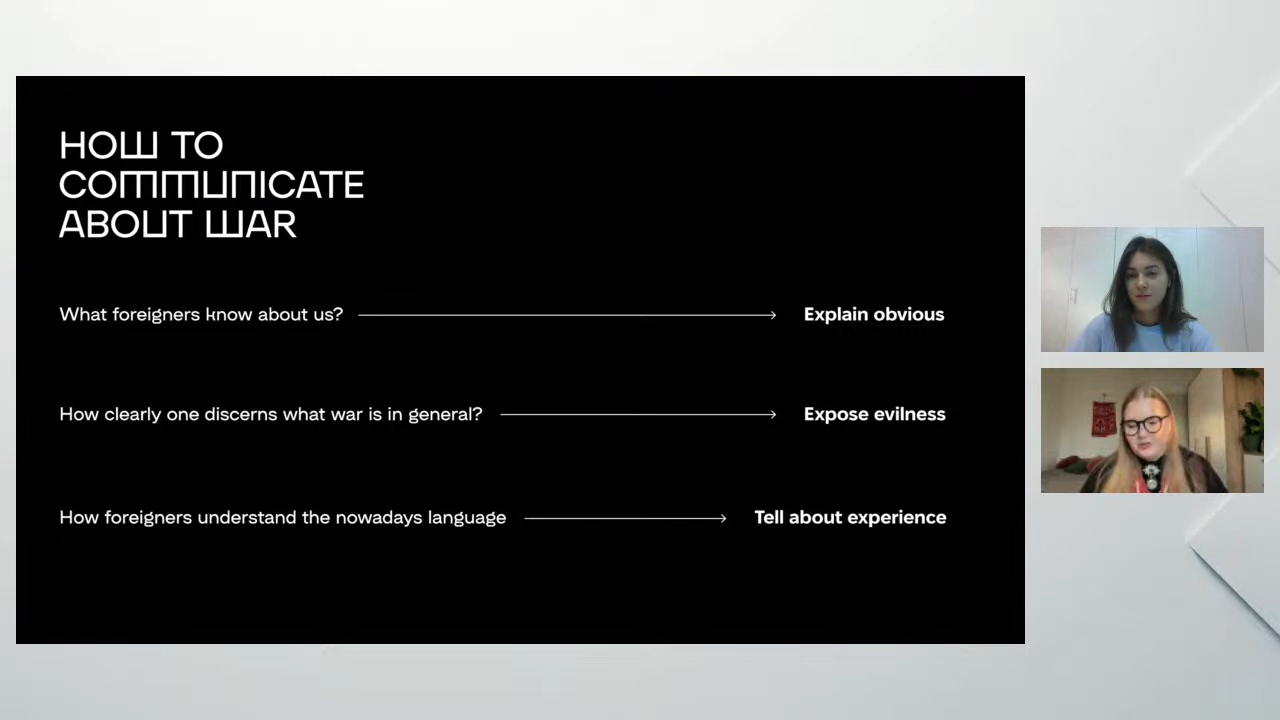 HOW TO
COMMUNICATE
ABOUT WAR
What foreigners know about us?
Explain obvious
How clearly one discerns what war is in general?
Expose evilness
How foreigners understand the nowadays language
Tell about experience